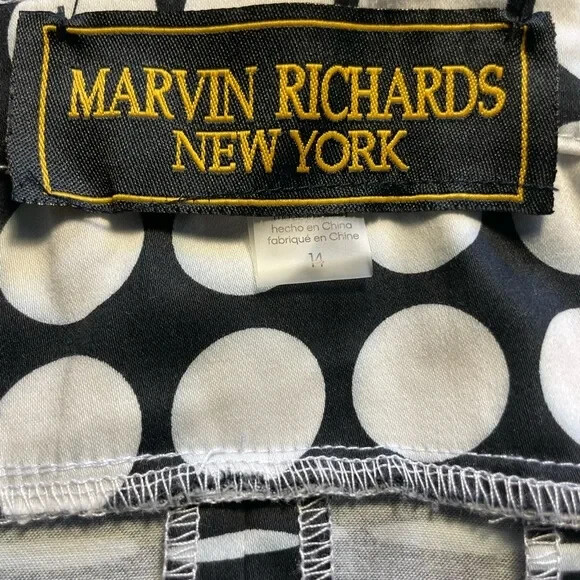 MARVIN RICHARDS
NEW YORK
hecho en China
fabriqué en Chine
14